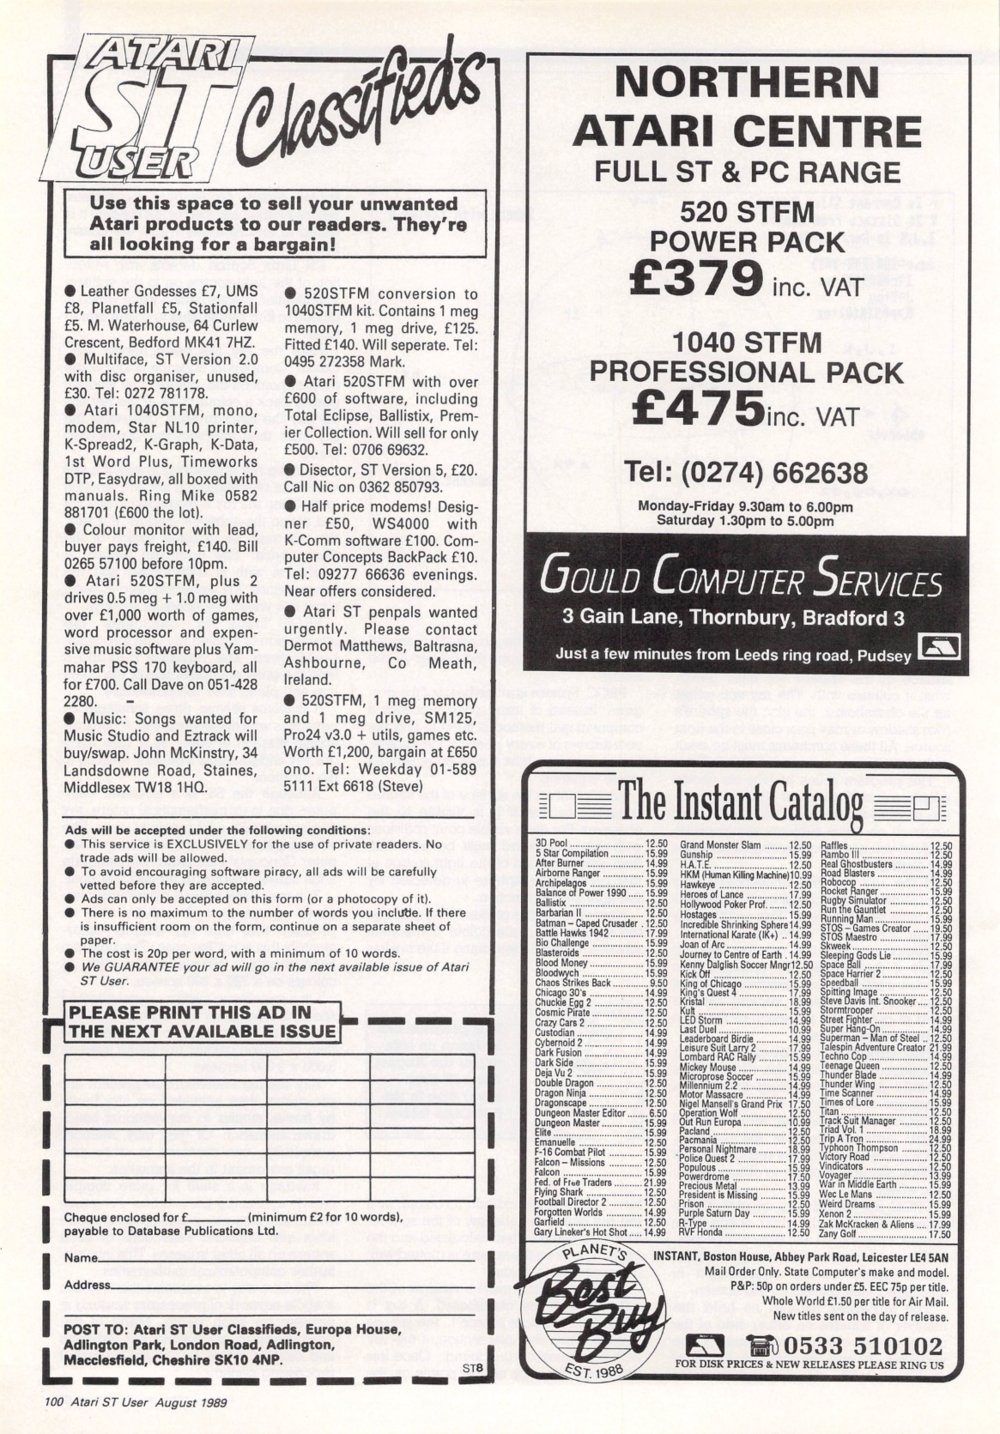 ATARI
ST
USER
Classifieds
Use this space to sell your unwanted
Atari products to our readers. They're
all looking for a bargain!
● Leather Godesses £7, UMS
£8, Planetfall £5, Stationfall
£5. M. Waterhouse, 64 Curlew
Crescent, Bedford MK41 7HZ.
● Multiface, ST Version 2.0
with disc organiser, unused,
£30. Tel: 0272 781178.
● Atari 1040STFM, mono,
modem, Star NL10 printer,
K-Spread2, K-Graph, K-Data,
1st Word Plus, Timeworks
DTP, Easydraw, all boxed with
manuals. Ring Mike 0582
881701 (£600 the lot).
● Colour monitor with lead,
buyer pays freight, £140. Bill
0265 57100 before 10pm.
● Atari 520STFM, plus 2
drives 0.5 meg + 1.0 meg with
over £1,000 worth of games,
word processor and expen-
sive music software plus Yam-
mahar PSS 170 keyboard, all
for £700. Call Dave on 051-428
2280.
● Music: Songs wanted for
Music Studio and Eztrack will
buy/swap. John McKinstry, 34
Landsdowne Road, Staines,
Middlesex TW18 1HQ.
● 520STFM conversion to
1040STFM kit. Contains 1 meg
memory, 1 meg drive, £125.
Fitted £140. Will seperate. Tel:
0495 272358 Mark.
● Atari 520STFM with over
£600 of software, including
Total Eclipse, Ballistix, Prem-
ier Collection. Will sell for only
£500. Tel: 0706 69632.
● Disector, ST Version 5, £20.
Call Nic on 0362 850793.
● Half price modems! Desig-
ner £50, WS4000 with
K-Comm software £100. Com-
puter Concepts BackPack £10.
Tel: 09277 66636 evenings.
Near offers considered.
● Atari ST penpals wanted
urgently. Please contact
Dermot Matthews, Baltrasna,
Ashbourne, Co Meath,
Ireland.
● 520STFM, 1 meg memory
and 1 meg drive, SM125,
Pro24 v3.0 + utils, games etc.
Worth £1,200, bargain at £650
ono. Tel: Weekday 01-589
5111 Ext 6618 (Steve)
Ads will be accepted under the following conditions:
● This service is EXCLUSIVELY for the use of private readers. No
trade ads will be allowed.
● To avoid encouraging software piracy, all ads will be carefully
vetted before they are accepted.
● Ads can only be accepted on this form (or a photocopy of it).
● There is no maximum to the number of words you include. If there
is insufficient room on the form, continue on a separate sheet of
paper.
● The cost is 20p per word, with a minimum of 10 words.
● We GUARANTEE your ad will go in the next available issue of Atari
ST User.
PLEASE PRINT THIS AD IN
THE NEXT AVAILABLE ISSUE
Cheque enclosed for £ (minimum £2 for 10 words),
payable to Database Publications Ltd.
Name
Address
POST TO: Atari ST User Classifieds, Europa House,
Adlington Park, London Road, Adlington,
Macclesfield, Cheshire SK10 4NP.
ST8
100 Atari ST User August 1989
NORTHERN
ATARI CENTRE
FULL ST & PC RANGE
520 STFM
POWER PACK
£379 inc. VAT
1040 STFM
PROFESSIONAL PACK
£475 inc. VAT
Tel: (0274) 662638
Monday-Friday 9.30am to 6.00pm
Saturday 1.30pm to 5.00pm
GOULD COMPUTER SERVICES
3 Gain Lane, Thornbury, Bradford 3
Just a few minutes from Leeds ring road, Pudsey
The Instant Catalog
3D Pool 12.50
5 Star Compilation 15.99
After Burner 14.99
Airborne Ranger 15.99
Archipelagos 15.99
Balance of Power 1990 15.99
Ballistix 12.50
Barbarian II 12.50
Batman – Caped Crusader 12.50
Battle Hawks 1942 17.99
Bio Challenge 15.99
Blasteroids 12.50
Blood Money 15.99
Bloodwych 15.99
Chaos Strikes Back 9.50
Chicago 30's 14.99
Chuckie Egg 2 12.50
Cosmic Pirate 12.50
Crazy Cars 2 12.50
Custodian 14.99
Cybernoid 2 14.99
Dark Fusion 14.99
Dark Side 15.99
Deja Vu 2 15.99
Double Dragon 12.50
Dragon Ninja 12.50
Dragonscape 12.50
Dungeon Master Editor 6.50
Dungeon Master 15.99
Elite 15.99
Emanuelle 12.50
F-16 Combat Pilot 15.99
Falcon – Missions 12.50
Falcon 15.99
Fed. of Free Traders 21.99
Flying Shark 12.50
Football Director 2 12.50
Forgotten Worlds 14.99
Garfield 12.50
Gary Lineker's Hot Shot 14.99
Grand Monster Slam 12.50
Gunship 15.99
H.A.T.E. 12.50
HKM (Human Killing Machine) 10.99
Hawkeye 12.50
Heroes of Lance 17.99
Hollywood Poker Prof. 12.50
Hostages 15.99
Incredible Shrinking Sphere 14.99
International Karate (IK+) 14.99
Joan of Arc 14.99
Journey to Centre of Earth 14.99
Kenny Dalglish Soccer Mngr 12.50
Kick Off 12.50
King of Chicago 15.99
King's Quest 4 17.99
Kristal 18.99
Kult 15.99
LED Storm 14.99
Last Duel 10.99
Leaderboard Birdie 14.99
Leisure Suit Larry 2 17.99
Lombard RAC Rally 15.99
Mickey Mouse 14.99
Microprose Soccer 15.99
Millennium 2.2 14.99
Motor Massacre 14.99
Nigel Mansell's Grand Prix 17.50
Operation Wolf 12.50
Out Run Europa 10.99
Pacland 12.50
Pacmania 12.50
Personal Nightmare 18.99
Police Quest 2 17.99
Populous 15.99
Powerdrome 17.50
Precious Metal 13.99
President is Missing 15.99
Prison 12.50
Purple Saturn Day 15.99
R-Type 14.99
RVF Honda 12.50
Raffles 12.50
Rambo III 12.50
Real Ghostbusters 14.99
Road Blasters 14.99
Robocop 12.50
Rocket Ranger 15.99
Rugby Simulator 12.50
Run the Gauntlet 12.50
Running Man 15.99
STOS – Games Creator 19.50
STOS Maestro 17.99
Skweek 12.50
Sleeping Gods Lie 15.99
Space Ball 17.99
Space Harrier 2 12.50
Speedball 15.99
Spitting Image 12.50
Steve Davis Int. Snooker 12.50
Stormtrooper 12.50
Street Fighter 14.99
Super Hang-On 14.99
Superman – Man of Steel 12.50
Talespin Adventure Creator 21.99
Techno Cop 14.99
Teenage Queen 12.50
Thunder Blade 14.99
Thunder Wing 12.50
Time Scanner 14.99
Times of Lore 15.99
Titan 12.50
Track Suit Manager 12.50
Triad Vol. 1 18.99
Trip A Tron 24.99
Typhoon Thompson 12.50
Victory Road 12.50
Vindicators 12.50
Voyager 13.99
War in Middle Earth 15.99
Wec Le Mans 12.50
Weird Dreams 15.99
Xenon 2 15.99
Zak McKracken & Aliens 17.99
Zany Golf 17.50
PLANET'S
Best
Buy
EST. 1988
INSTANT, Boston House, Abbey Park Road, Leicester LE4 5AN
Mail Order Only. State Computer's make and model.
P&P: 50p on orders under £5. EEC 75p per title.
Whole World £1.50 per title for Air Mail.
New titles sent on the day of release.
0533 510102
FOR DISK PRICES & NEW RELEASES PLEASE RING US